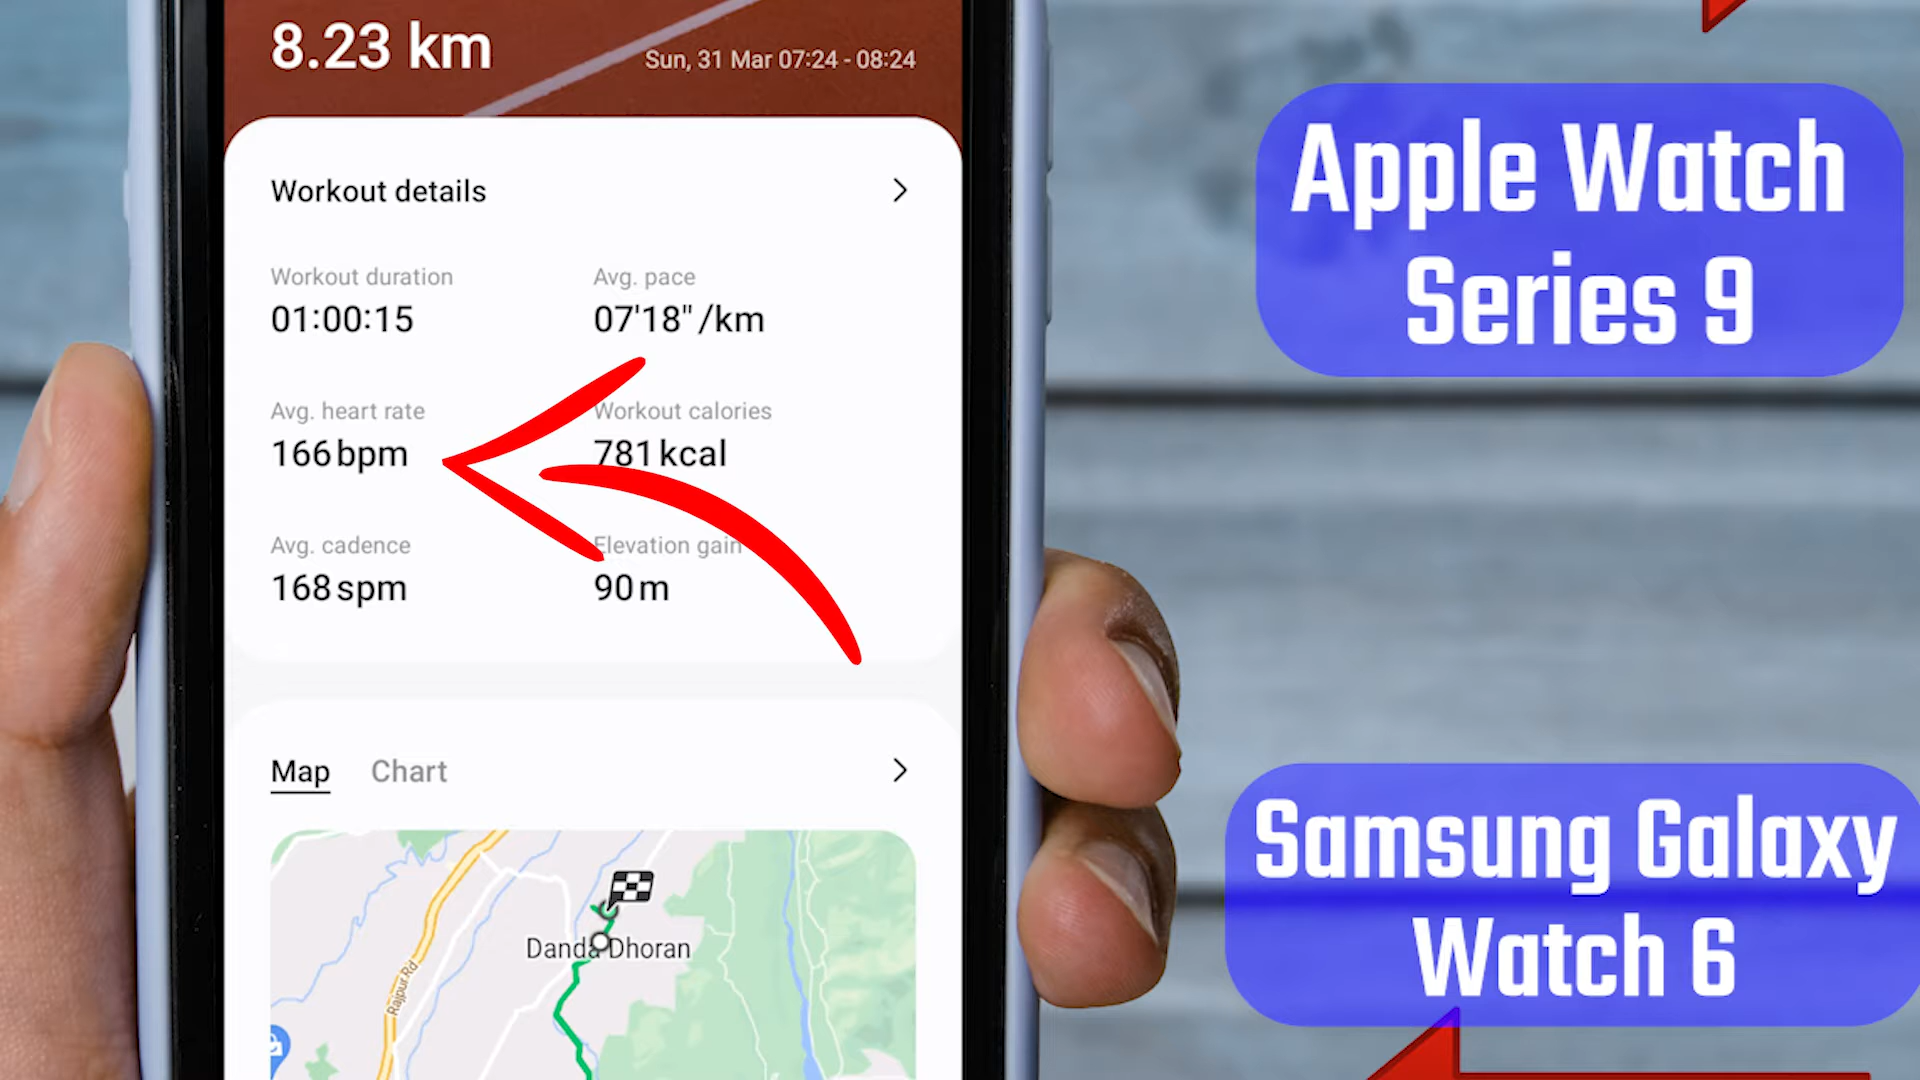 8.23 km
Sun, 31 Mar 07:24 - 08:24
Workout details
Workout duration
Avg. pace
01:00:15
07'18"/km
Avg. heart rate
Workout calories
166 bpm
781 kcal
Avg. cadence
Elevation gain
168 spm
90 m
Map
Chart
Danda Dhoran
Rajpur Rd
Apple Watch
Series 9
Samsung Galaxy
Watch 6